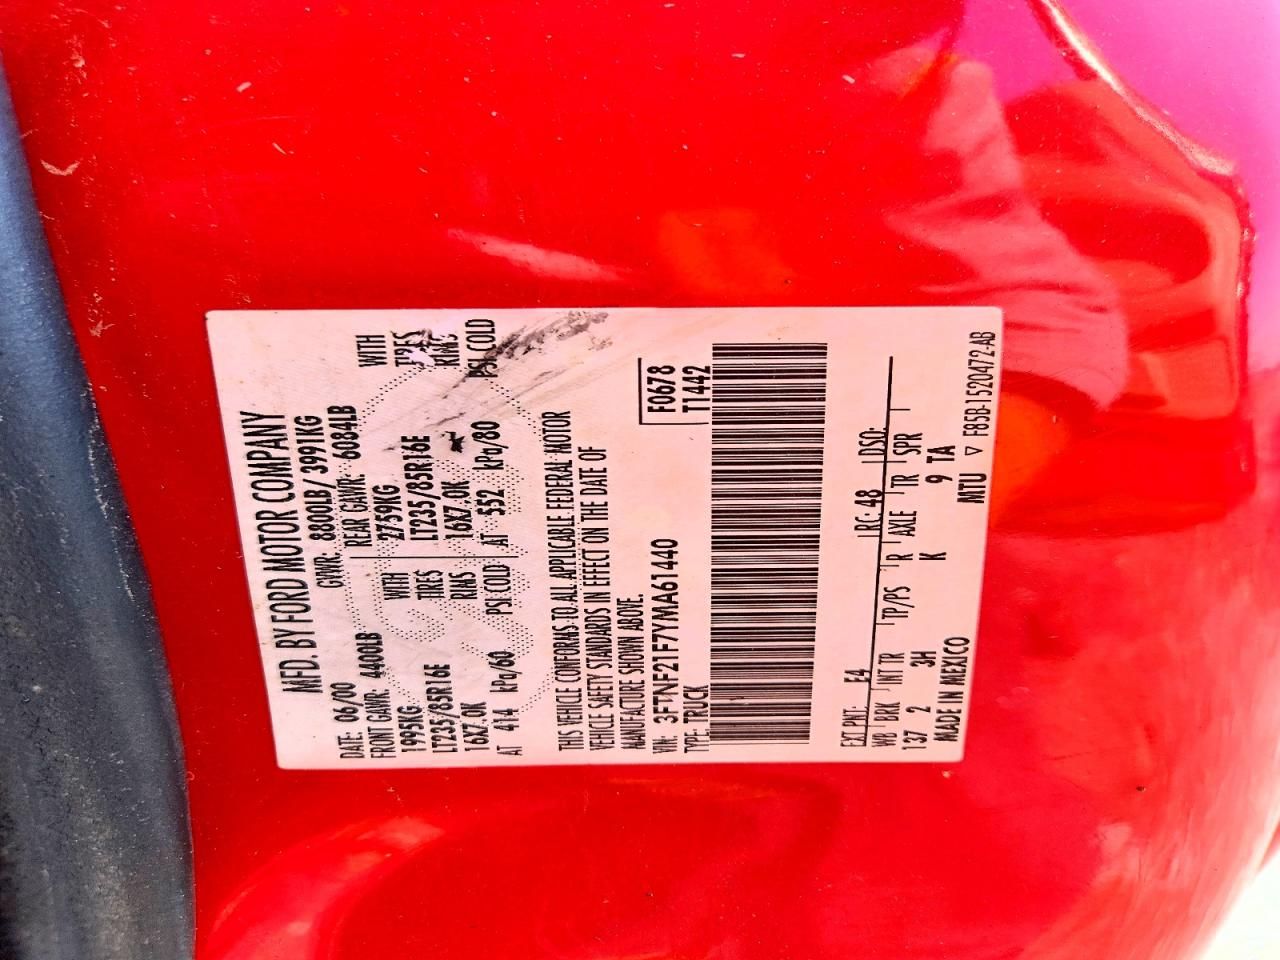 MFD. BY FORD MOTOR COMPANY
DATE: 06/00 GVWR: 8800LB/ 3991KG
FRONT GAWR: 4400LB REAR GAWR: 6084LB WITH
1995KG WITH 2759KG TIRES
LT235/85R16E TIRES LT235/85R16E RIMS
16X7.0K RIMS 16X7.0K PSI COLD
AT 414 kPa/60 PSI COLD AT 552 kPa/80
THIS VEHICLE CONFORMS TO ALL APPLICABLE FEDERAL MOTOR
VEHICLE SAFETY STANDARDS IN EFFECT ON THE DATE OF
MANUFACTURE SHOWN ABOVE.
VIN: 3FTNF21F7YMA61440 F0678
TYPE: TRUCK T1442
EXT PNT: E4 RC: 48 DSO:
WB BRK INT TR TP/PS R AXLE TR SPR
137 2 3H K 9 TA
MADE IN MEXICO MTU ▽ F85B-1520472-AB